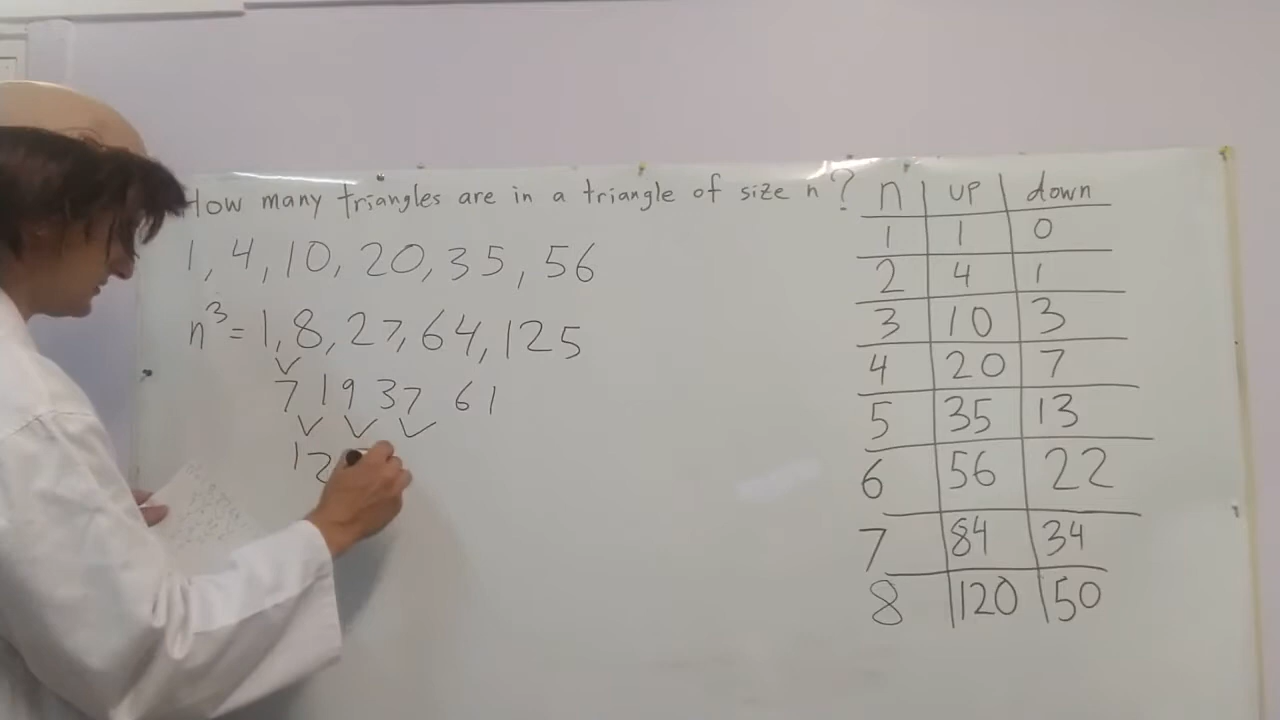 How many triangles are in a triangle of size n?
1, 4, 10, 20, 35, 56
n³ = 1, 8, 27, 64, 125
7 19 37 61
12
n up down
1 1 0
2 4 1
3 10 3
4 20 7
5 35 13
6 56 22
7 84 34
8 120 50